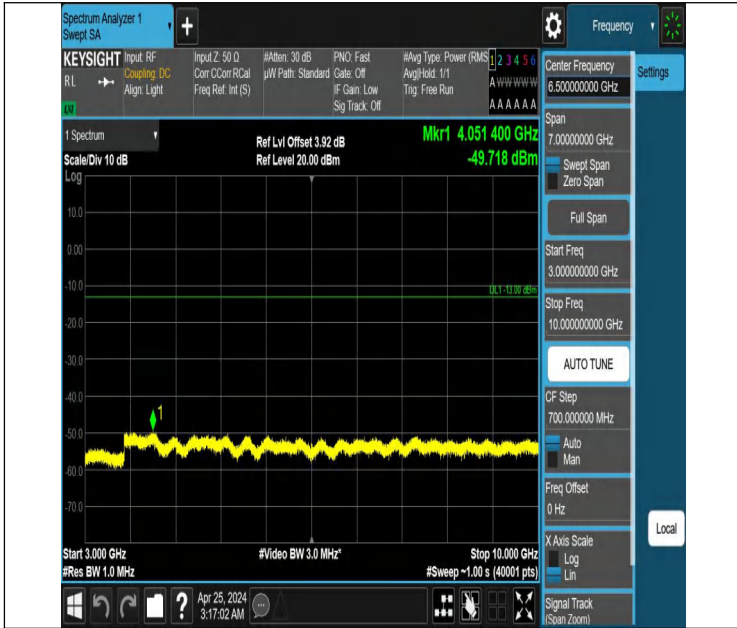 Spectrum Analyzer 1
Swept SA
+
Frequency
KEYSIGHT
RL
Input: RF
Coupling: DC
Align: Light
Input Z: 50 Ω
Corr CCorr RCal
Freq Ref: Int (S)
#Atten: 30 dB
µW Path: Standard
PNO: Fast
Gate: Off
IF Gain: Low
Sig Track: Off
#Avg Type: Power (RMS
Avg|Hold: 1/1
Trig: Free Run
1 2 3 4 5 6
A W W W W W
A A A A A A
1 Spectrum
Scale/Div 10 dB
Log
Ref Lvl Offset 3.92 dB
Ref Level 20.00 dBm
Mkr1 4.051 400 GHz
-49.718 dBm
10.0
0.00
-10.0
-20.0
-30.0
-40.0
-50.0
-60.0
-70.0
DL1 -13.00 dBm
1
Start 3.000 GHz
#Res BW 1.0 MHz
#Video BW 3.0 MHz*
Stop 10.000 GHz
#Sweep ~1.00 s (40001 pts)
?
Apr 25, 2024
3:17:02 AM
Center Frequency
6.500000000 GHz
Settings
Span
7.00000000 GHz
Swept Span
Zero Span
Full Span
Start Freq
3.000000000 GHz
Stop Freq
10.000000000 GHz
AUTO TUNE
CF Step
700.000000 MHz
Auto
Man
Freq Offset
0 Hz
X Axis Scale
Log
Lin
Local
Signal Track
(Span Zoom)